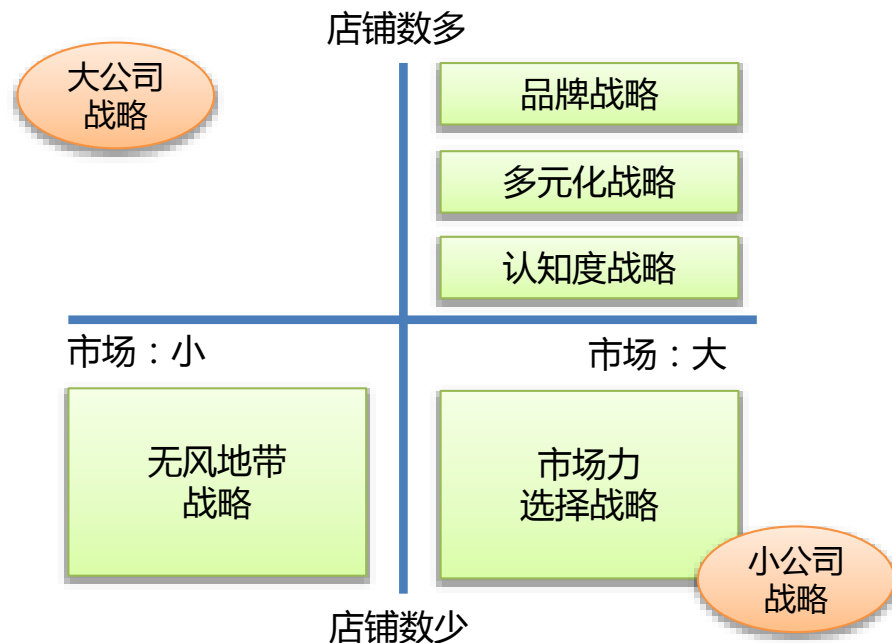 店铺数多
大公司
战略
品牌战略
多元化战略
认知度战略
市场：小
市场：大
无风地带
战略
市场力
选择战略
小公司
战略
店铺数少